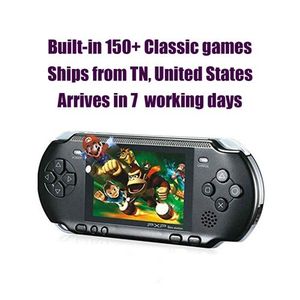 Built-in 150+ Classic games
Ships from TN, United States
Arrives in 7 working days
PXP